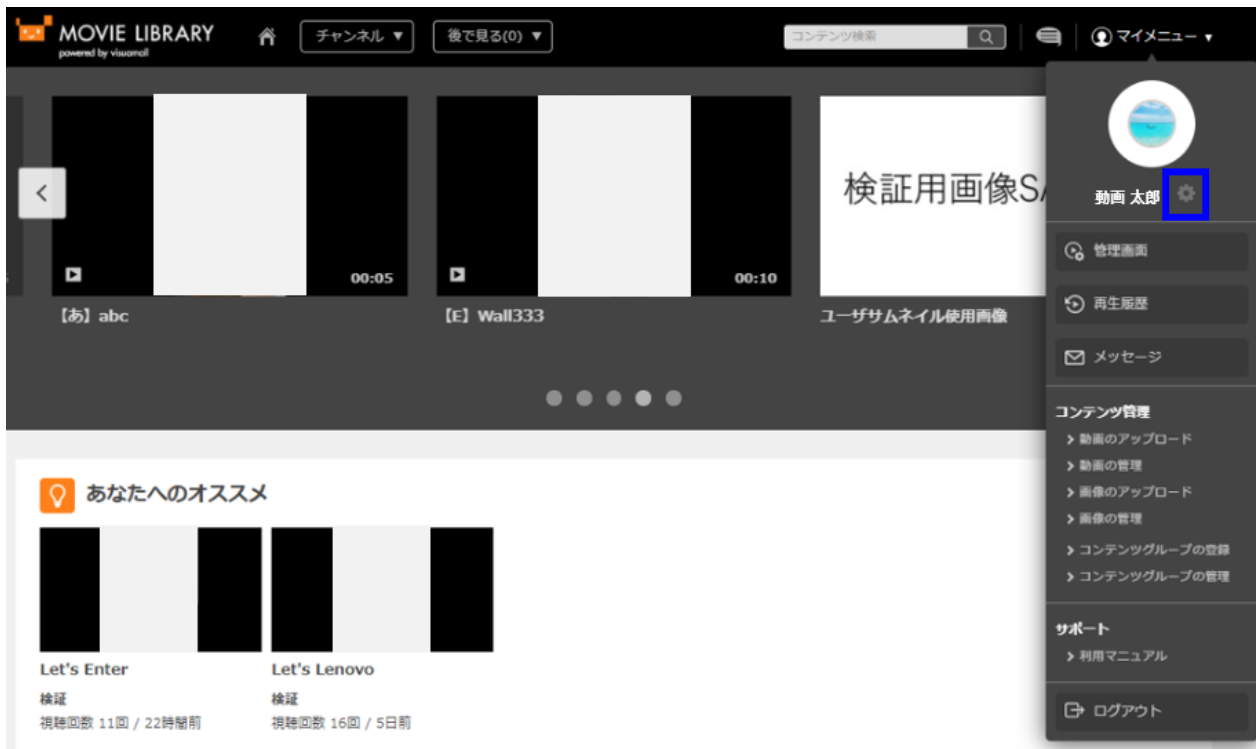 MOVIE LIBRARY
powered by visuamall
チャンネル ▼
後で見る(0) ▼
コンテンツ検索
マイメニュー ▼
00:05
【あ】abc
00:10
【E】Wall333
検証用画像SA
ユーザサムネイル使用画像
動画 太郎
管理画面
再生履歴
メッセージ
コンテンツ管理
動画のアップロード
動画の管理
画像のアップロード
画像の管理
コンテンツグループの登録
コンテンツグループの管理
サポート
利用マニュアル
ログアウト
あなたへのオススメ
Let's Enter
検証
視聴回数 11回 / 22時間前
Let's Lenovo
検証
視聴回数 16回 / 5日前